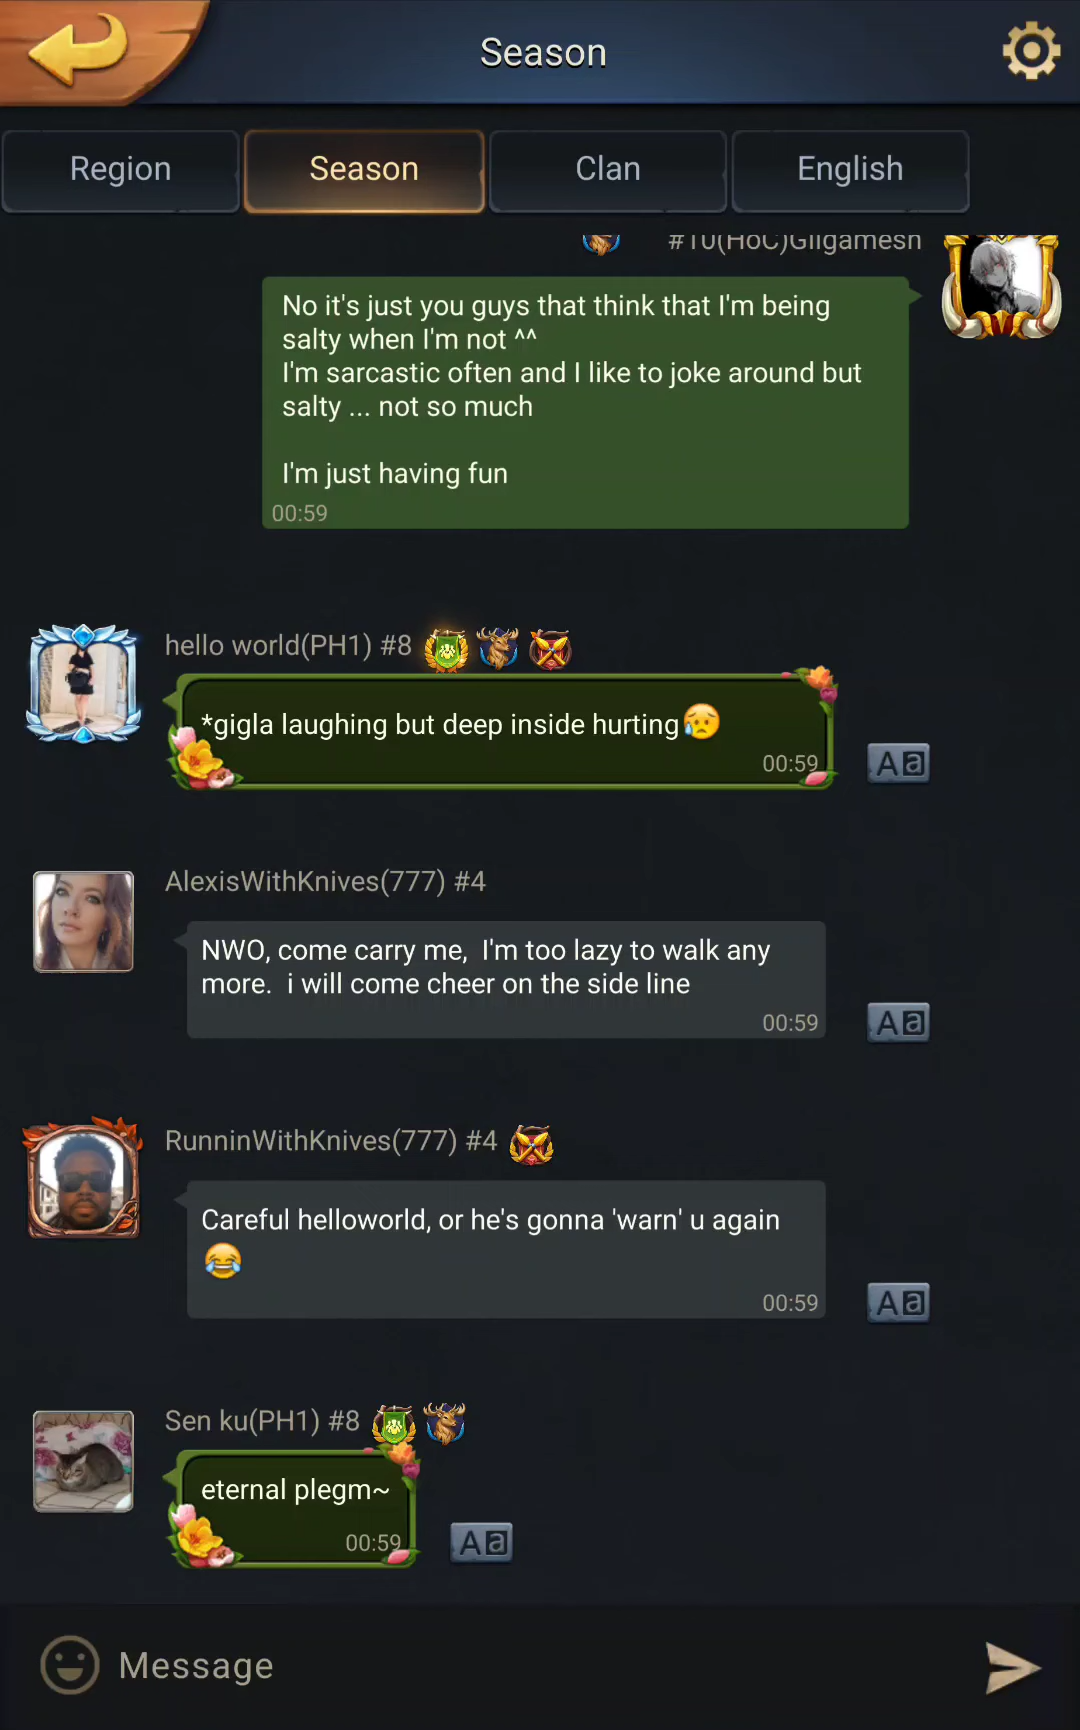 Season
Region
Season
Clan
English
#10(HoC)Gilgamesh
No it's just you guys that think that I'm being
salty when I'm not ^^
I'm sarcastic often and I like to joke around but
salty ... not so much
I'm just having fun
00:59
hello world(PH1) #8
*gigla laughing but deep inside hurting😥
00:59
Aa
AlexisWithKnives(777) #4
NWO, come carry me,  I'm too lazy to walk any
more.  i will come cheer on the side line
00:59
Aa
RunninWithKnives(777) #4
Careful helloworld, or he's gonna 'warn' u again
😂
00:59
Aa
Sen ku(PH1) #8
eternal plegm~
00:59
Aa
Message